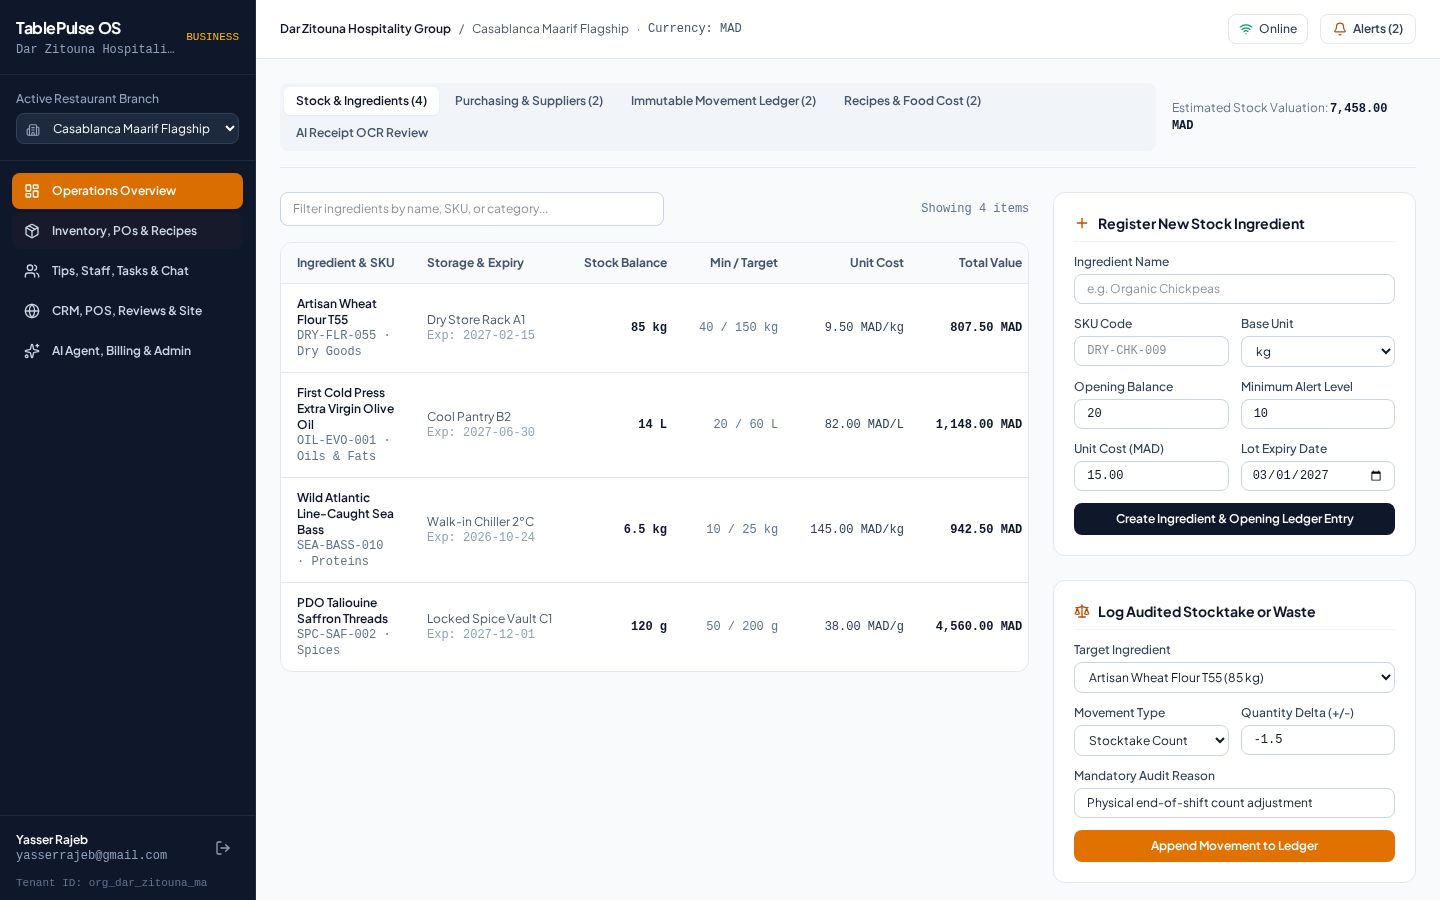 TablePulse OS
Dar Zitouna Hospitali…
BUSINESS
Active Restaurant Branch
Casablanca Maarif Flagship
Operations Overview
Inventory, POs & Recipes
Tips, Staff, Tasks & Chat
CRM, POS, Reviews & Site
AI Agent, Billing & Admin
Yasser Rajeb
yasserrajeb@gmail.com
Tenant ID: org_dar_zitouna_ma
Dar Zitouna Hospitality Group / Casablanca Maarif Flagship · Currency: MAD
Online
Alerts (2)
Stock & Ingredients (4)
Purchasing & Suppliers (2)
Immutable Movement Ledger (2)
Recipes & Food Cost (2)
AI Receipt OCR Review
Estimated Stock Valuation: 7,458.00
MAD
Filter ingredients by name, SKU, or category...
Showing 4 items
Ingredient & SKU Storage & Expiry Stock Balance Min / Target Unit Cost Total Value
Artisan Wheat
Flour T55
DRY-FLR-055 ·
Dry Goods
Dry Store Rack A1
Exp: 2027-02-15
85 kg
40 / 150 kg
9.50 MAD/kg
807.50 MAD
First Cold Press
Extra Virgin Olive
Oil
OIL-EVO-001 ·
Oils & Fats
Cool Pantry B2
Exp: 2027-06-30
14 L
20 / 60 L
82.00 MAD/L
1,148.00 MAD
Wild Atlantic
Line-Caught Sea
Bass
SEA-BASS-010
· Proteins
Walk-in Chiller 2°C
Exp: 2026-10-24
6.5 kg
10 / 25 kg
145.00 MAD/kg
942.50 MAD
PDO Taliouine
Saffron Threads
SPC-SAF-002 ·
Spices
Locked Spice Vault C1
Exp: 2027-12-01
120 g
50 / 200 g
38.00 MAD/g
4,560.00 MAD
Register New Stock Ingredient
Ingredient Name
e.g. Organic Chickpeas
SKU Code
DRY-CHK-009
Base Unit
kg
Opening Balance
20
Minimum Alert Level
10
Unit Cost (MAD)
15.00
Lot Expiry Date
03/01/2027
Create Ingredient & Opening Ledger Entry
Log Audited Stocktake or Waste
Target Ingredient
Artisan Wheat Flour T55 (85 kg)
Movement Type
Stocktake Count
Quantity Delta (+/-)
-1.5
Mandatory Audit Reason
Physical end-of-shift count adjustment
Append Movement to Ledger